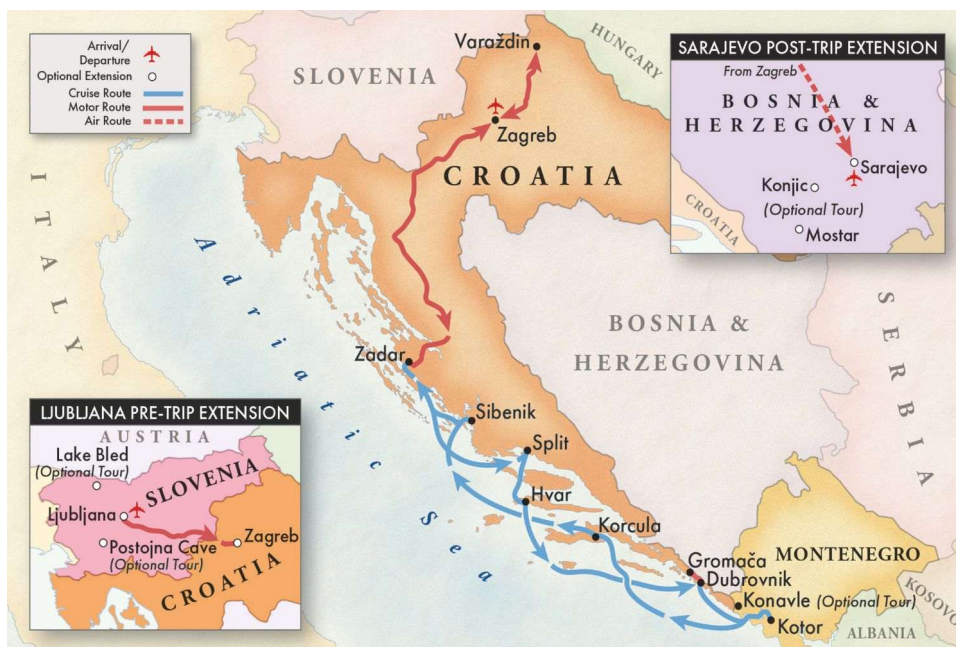 Arrival/
Departure
Optional Extension
Cruise Route
Motor Route
Air Route
Varaždin
HUNGARY
SLOVENIA
Zagreb
CROATIA
ITALY
Adriatic Sea
BOSNIA &
HERZEGOVINA
SERBIA
Zadar
Sibenik
Split
Hvar
Korcula
Gromača
Dubrovnik
MONTENEGRO
Konavle (Optional Tour)
Kotor
KOSOVO
ALBANIA
SARAJEVO POST-TRIP EXTENSION
From Zagreb
BOSNIA &
HERZEGOVINA
Sarajevo
Konjic
(Optional Tour)
CROATIA
Mostar
LJUBLJANA PRE-TRIP EXTENSION
AUSTRIA
Lake Bled
(Optional Tour)
SLOVENIA
Ljubljana
Zagreb
Postojna Cave
(Optional Tour)
CROATIA